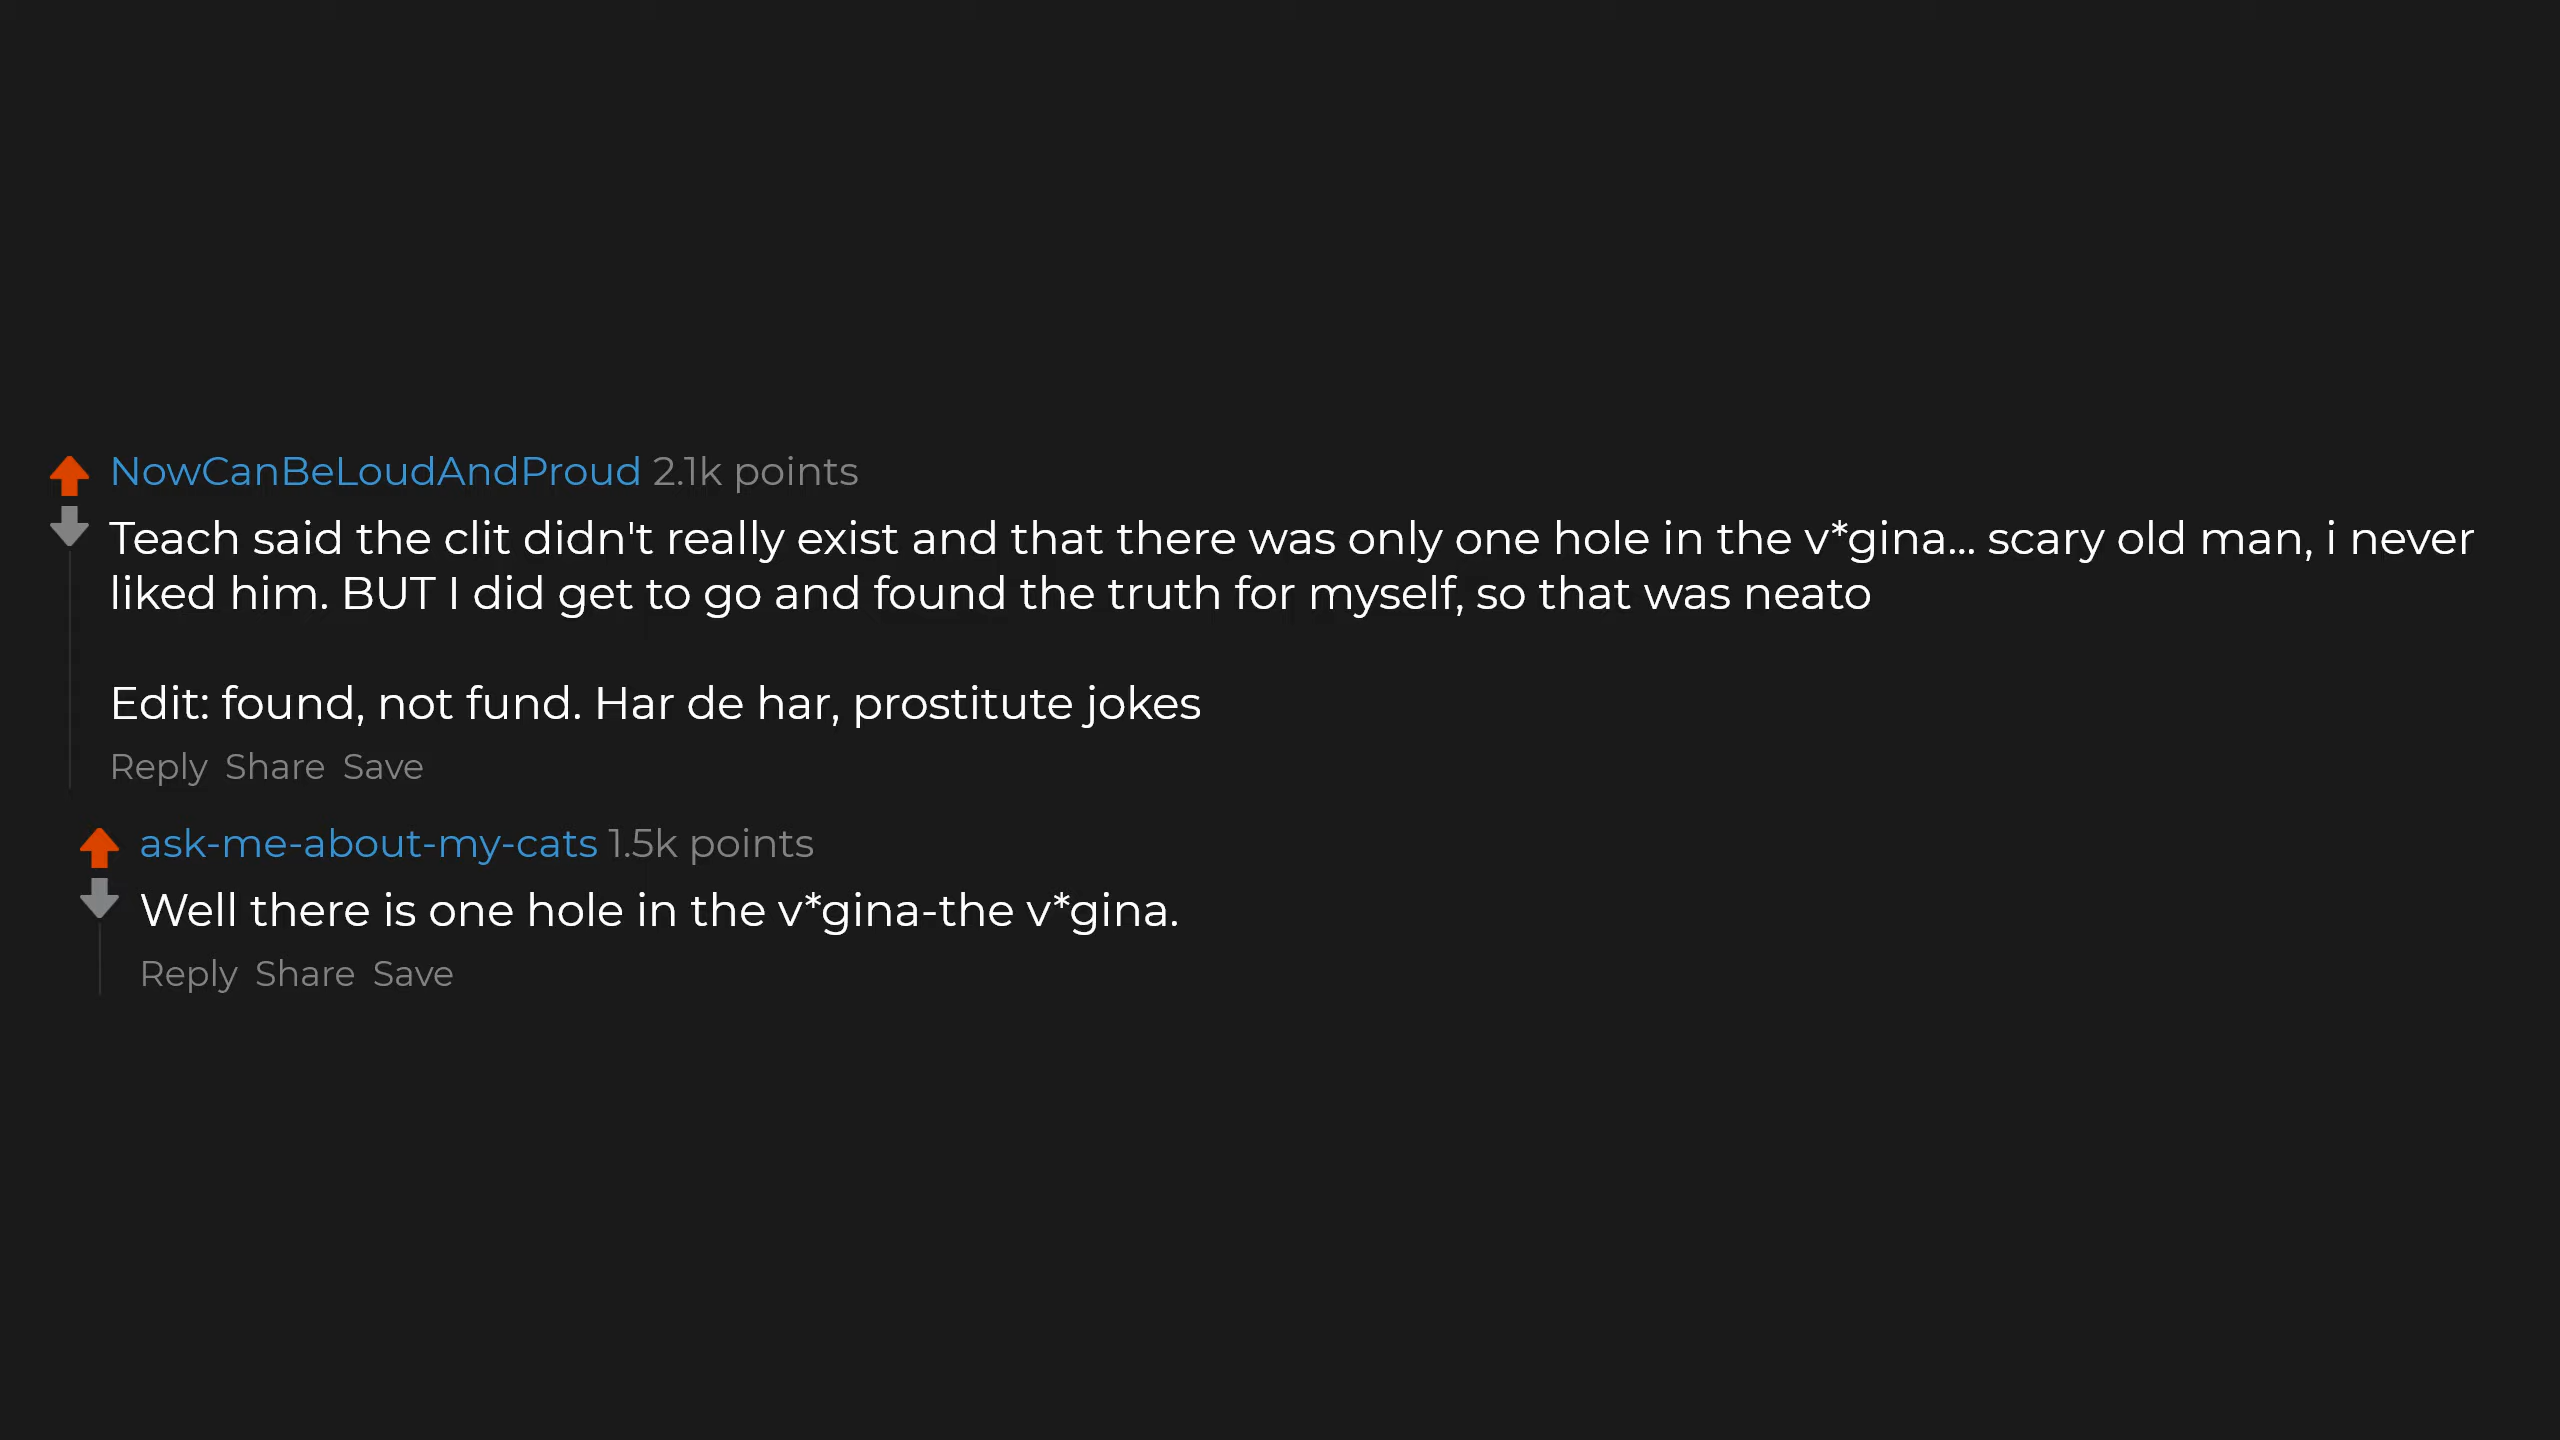 NowCanBeLoudAndProud 2.1k points
Teach said the clit didn't really exist and that there was only one hole in the v*gina... scary old man, i never
liked him. BUT I did get to go and found the truth for myself, so that was neato
Edit: found, not fund. Har de har, prostitute jokes
Reply Share Save
ask-me-about-my-cats 1.5k points
Well there is one hole in the v*gina-the v*gina.
Reply Share Save